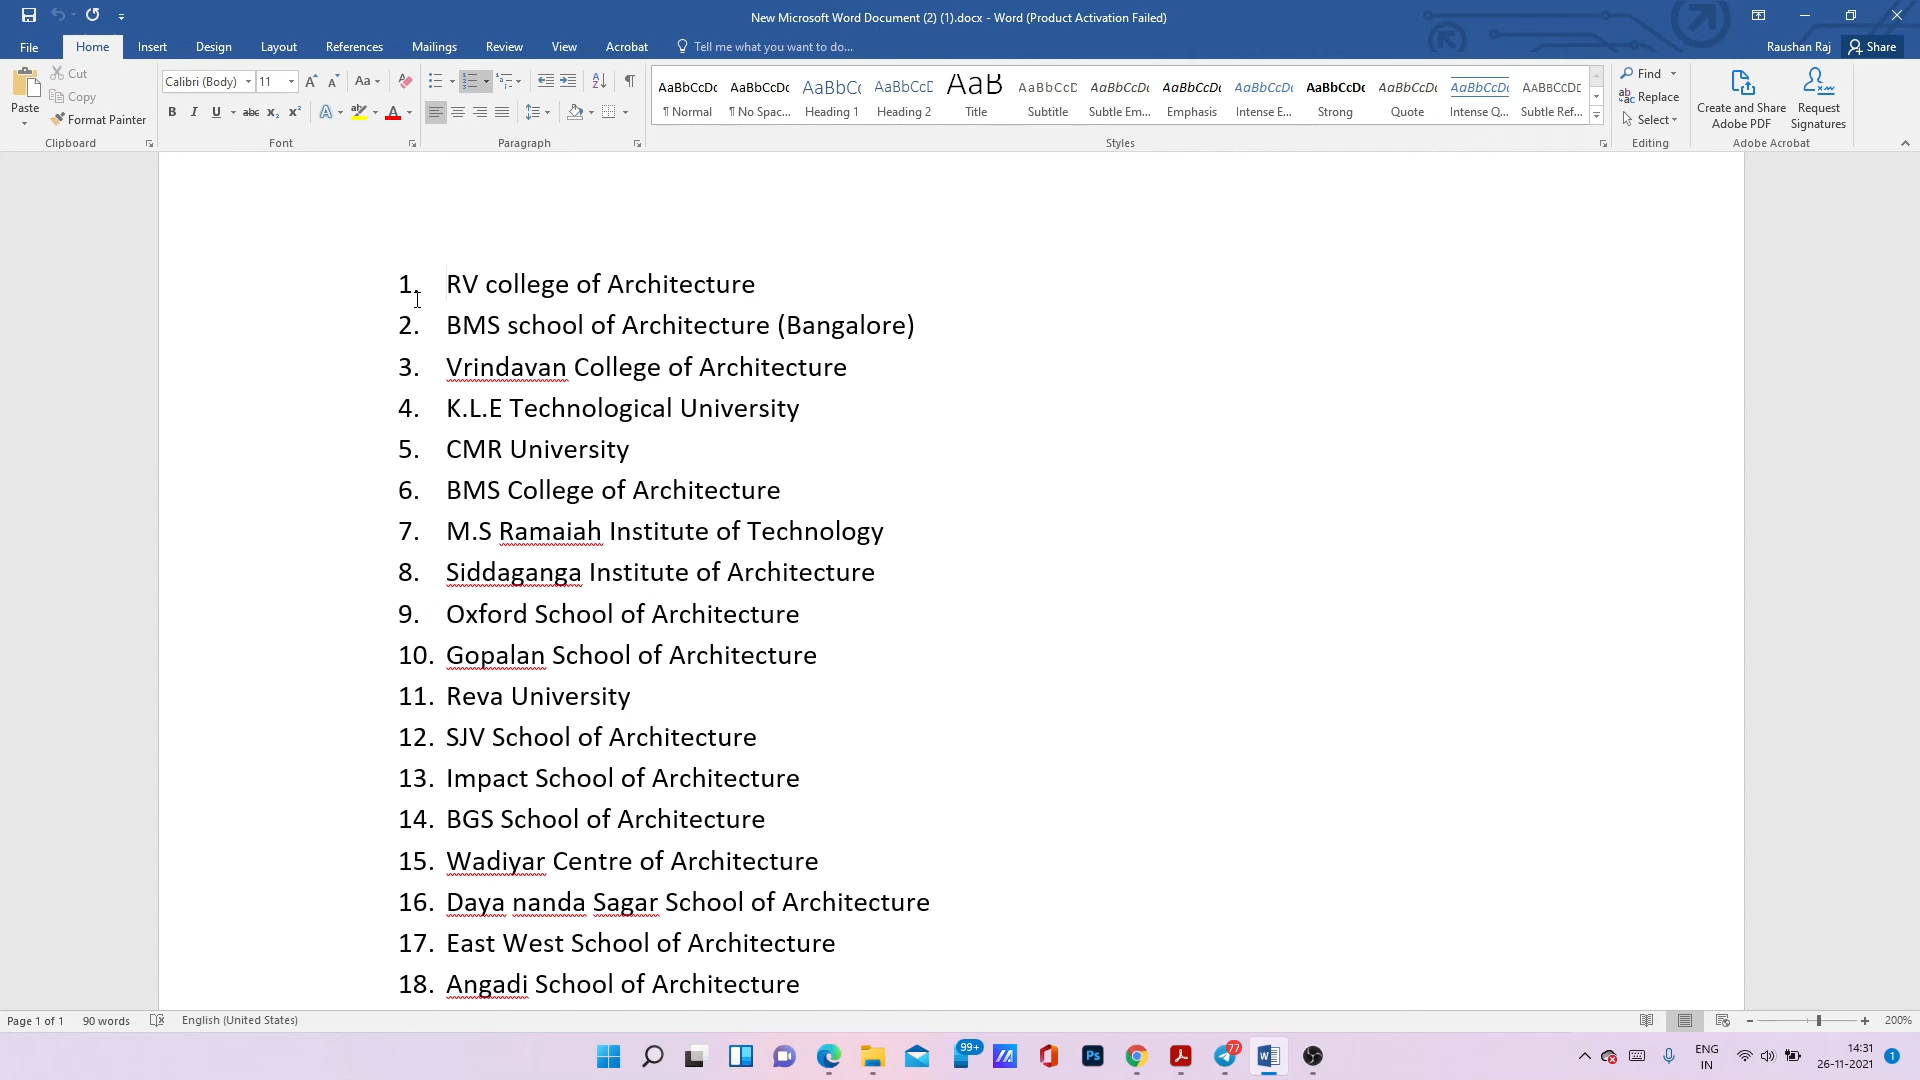 New Microsoft Word Document (2) (1).docx - Word (Product Activation Failed)
File Home Insert Design Layout References Mailings Review View Acrobat Tell me what you want to do... Raushan Raj Share
Paste
Cut
Copy
Format Painter
Clipboard
Calibri (Body) 11
Font
Paragraph
AaBbCcDc AaBbCcDc AaBbCc AaBbCcD AaB AaBbCcD AaBbCcDc AaBbCcDc AaBbCcDc AaBbCcDc AaBbCcDc AaBbCcDc AABBCCDD
¶ Normal ¶ No Spac... Heading 1 Heading 2 Title Subtitle Subtle Em... Emphasis Intense E... Strong Quote Intense Q... Subtle Ref...
Styles
Find
Replace
Select
Editing
Create and Share Adobe PDF
Request Signatures
Adobe Acrobat
1. RV college of Architecture
2. BMS school of Architecture (Bangalore)
3. Vrindavan College of Architecture
4. K.L.E Technological University
5. CMR University
6. BMS College of Architecture
7. M.S Ramaiah Institute of Technology
8. Siddaganga Institute of Architecture
9. Oxford School of Architecture
10. Gopalan School of Architecture
11. Reva University
12. SJV School of Architecture
13. Impact School of Architecture
14. BGS School of Architecture
15. Wadiyar Centre of Architecture
16. Daya nanda Sagar School of Architecture
17. East West School of Architecture
18. Angadi School of Architecture
Page 1 of 1 90 words English (United States) 200%
99+ Ps 77
ENG
IN
14:31
26-11-2021
1